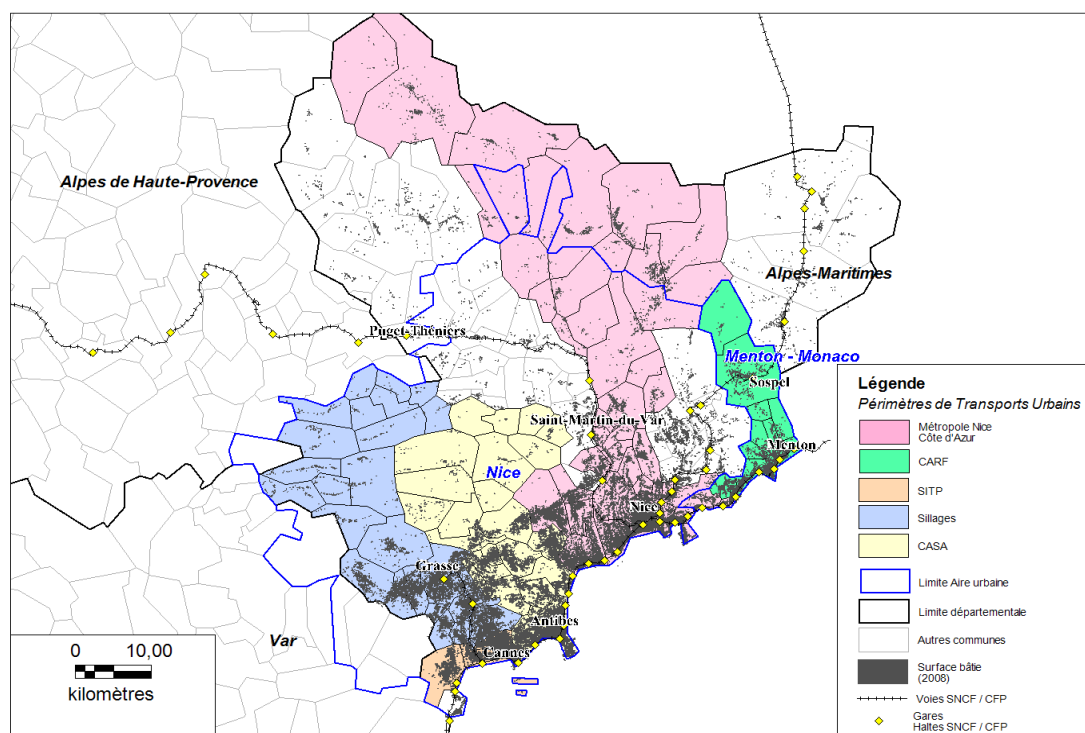 Alpes de Haute-Provence
Alpes-Maritimes
Puget-Théniers
Menton - Monaco
Sospel
Saint-Martin-du-Var
Menton
Nice
Nice
Grasse
Antibes
Var
Cannes
0 10,00
kilomètres
Légende
Périmètres de Transports Urbains
Métropole Nice
Côte d'Azur
CARF
SITP
Sillages
CASA
Limite Aire urbaine
Limite départementale
Autres communes
Surface bâtie
(2008)
Voies SNCF / CFP
Gares
Haltes SNCF / CFP